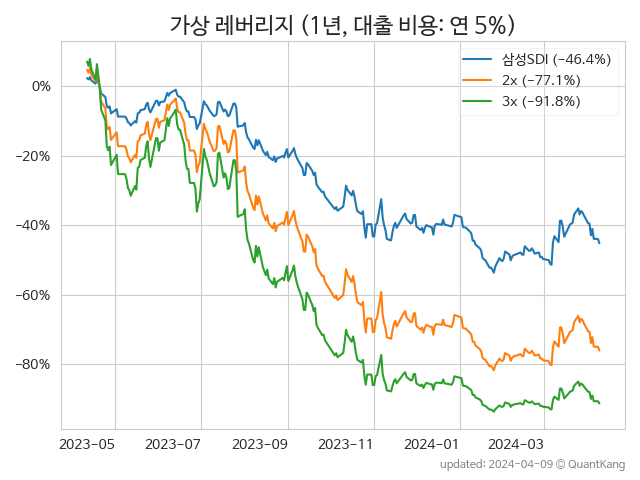 가상 레버리지 (1년, 대출 비용: 연 5%)
삼성SDI (−46.4%)
2x (−77.1%)
3x (−91.8%)
0%
−20%
−40%
−60%
−80%
2023-05 2023-07 2023-09 2023-11 2024-01 2024-03
updated: 2024-04-09 © QuantKang